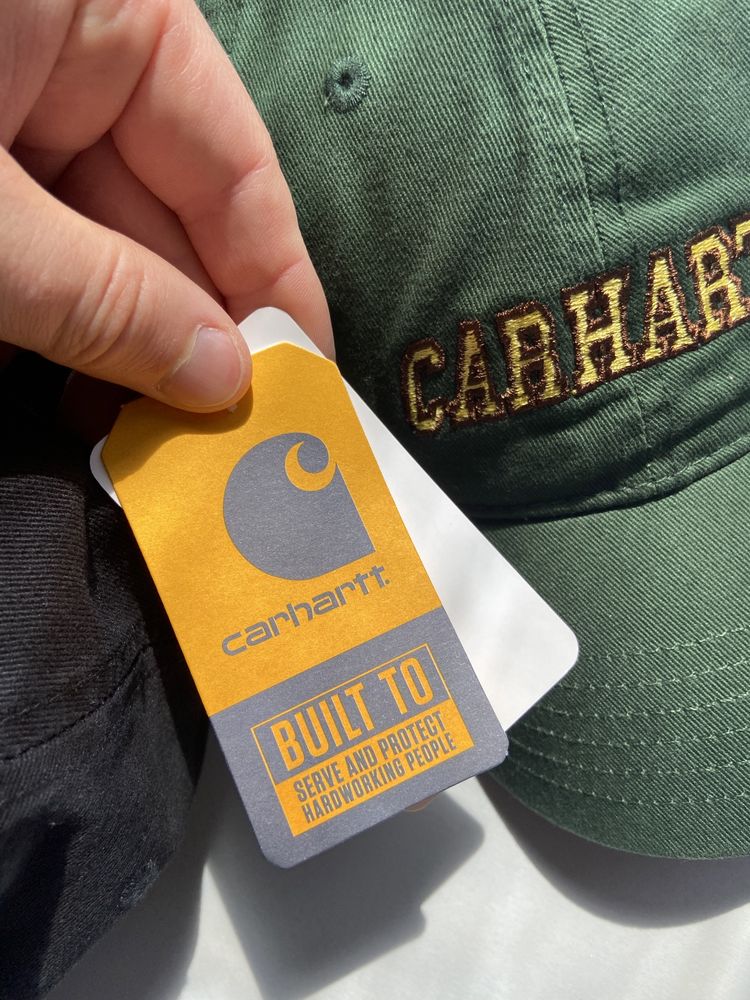 CARHART
carhartt.
BUILT TO
SERVE AND PROTECT
HARDWORKING PEOPLE